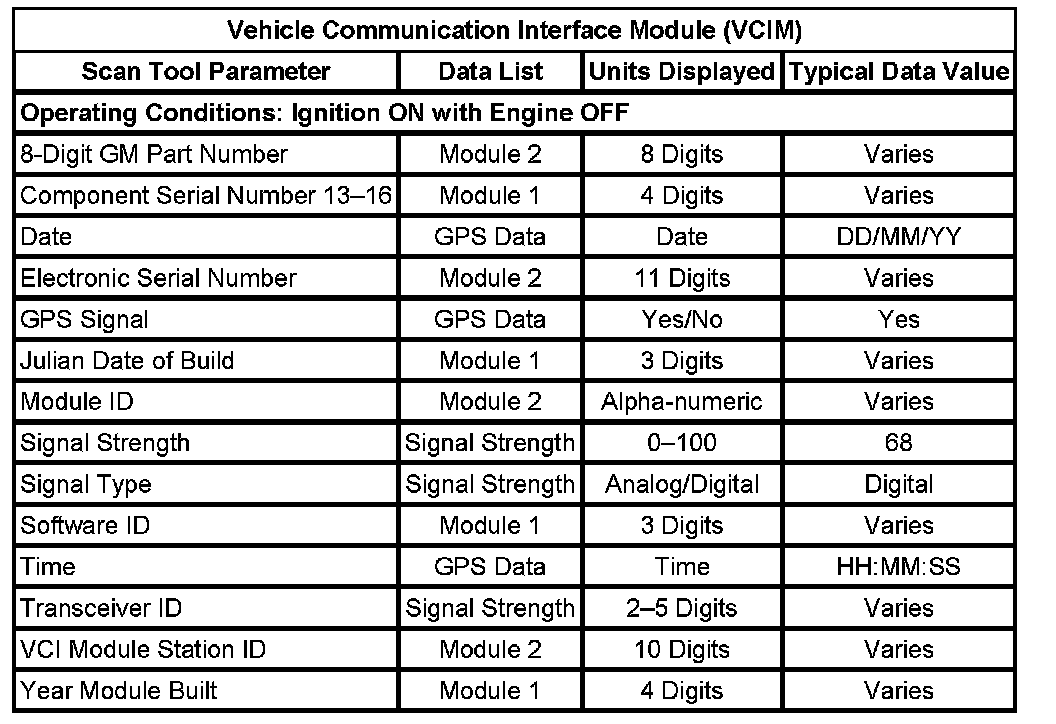 Vehicle Communication Interface Module (VCIM)
Scan Tool Parameter Data List Units Displayed Typical Data Value
Operating Conditions: Ignition ON with Engine OFF
8-Digit GM Part Number Module 2 8 Digits Varies
Component Serial Number 13–16 Module 1 4 Digits Varies
Date GPS Data Date DD/MM/YY
Electronic Serial Number Module 2 11 Digits Varies
GPS Signal GPS Data Yes/No Yes
Julian Date of Build Module 1 3 Digits Varies
Module ID Module 2 Alpha-numeric Varies
Signal Strength Signal Strength 0–100 68
Signal Type Signal Strength Analog/Digital Digital
Software ID Module 1 3 Digits Varies
Time GPS Data Time HH:MM:SS
Transceiver ID Signal Strength 2–5 Digits Varies
VCI Module Station ID Module 2 10 Digits Varies
Year Module Built Module 1 4 Digits Varies